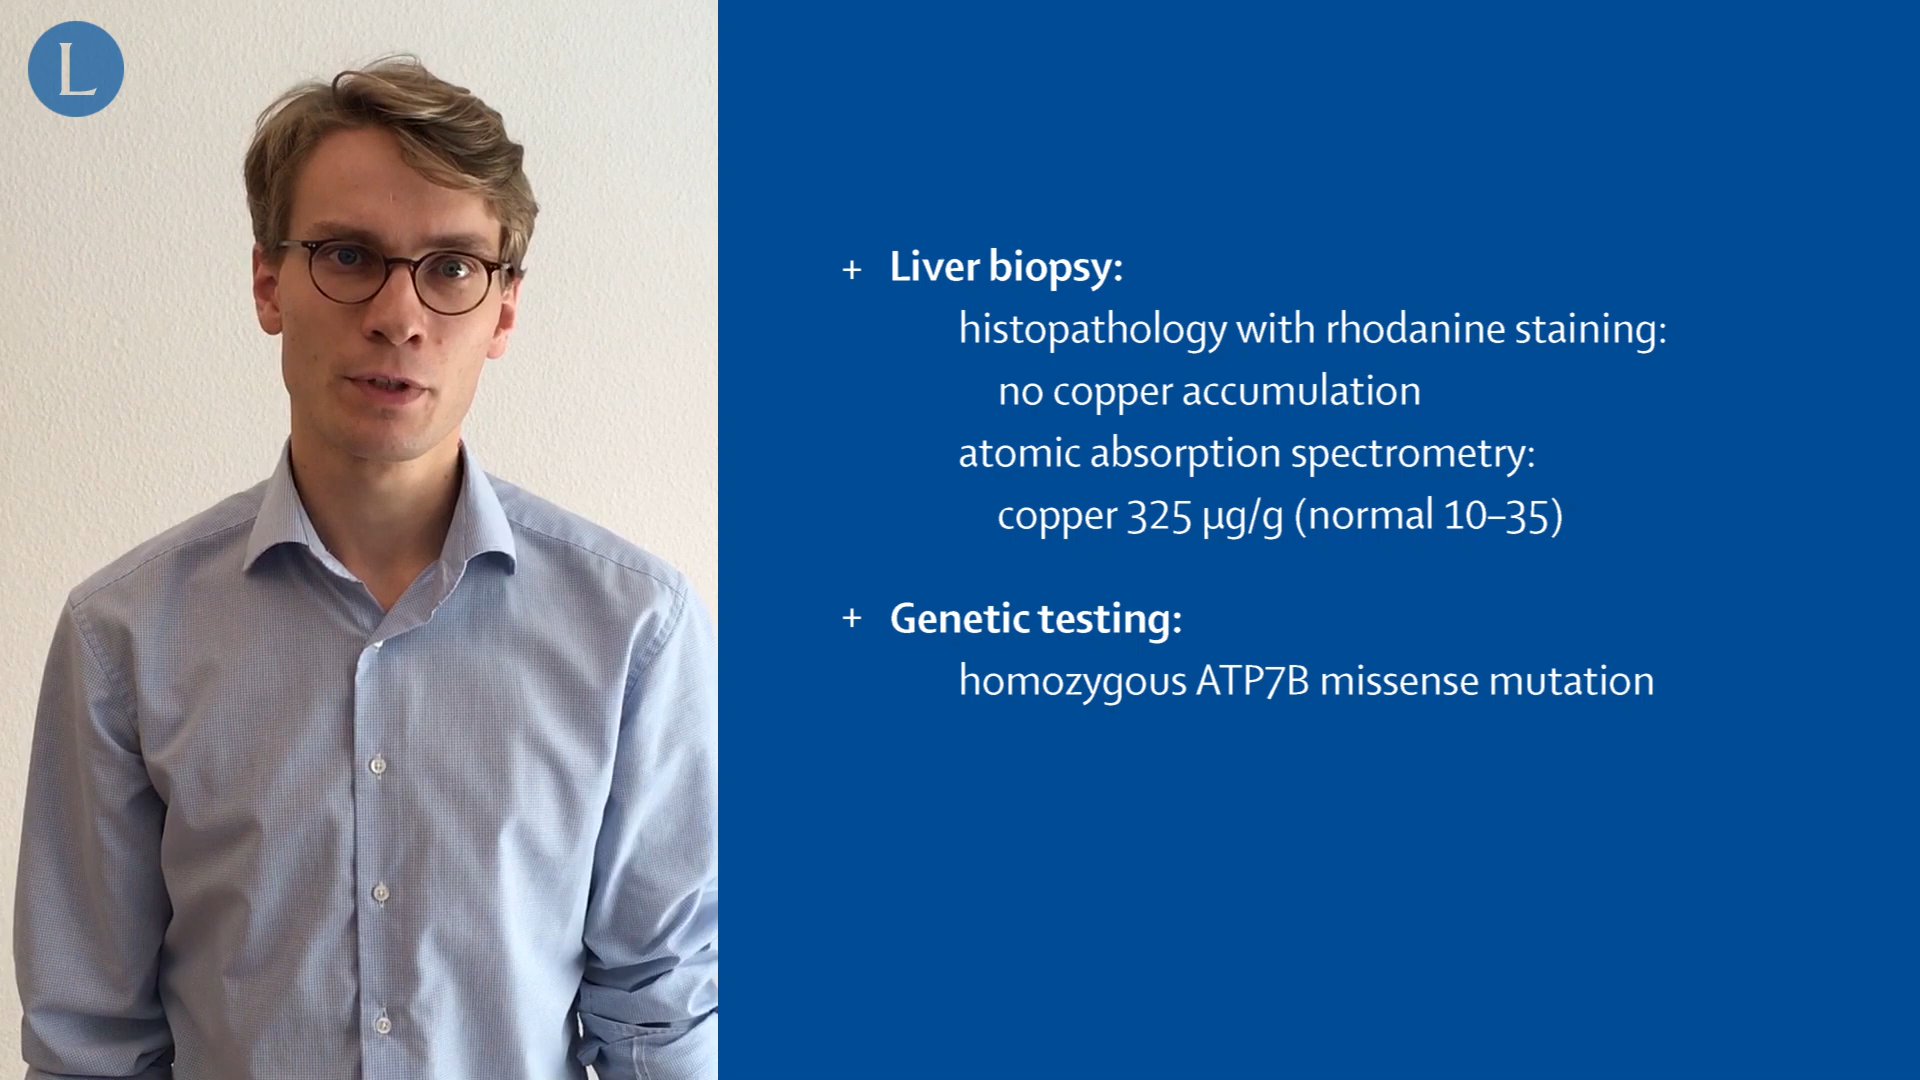 L
+ Liver biopsy:
histopathology with rhodanine staining:
no copper accumulation
atomic absorption spectrometry:
copper 325 µg/g (normal 10–35)
+ Genetic testing:
homozygous ATP7B missense mutation